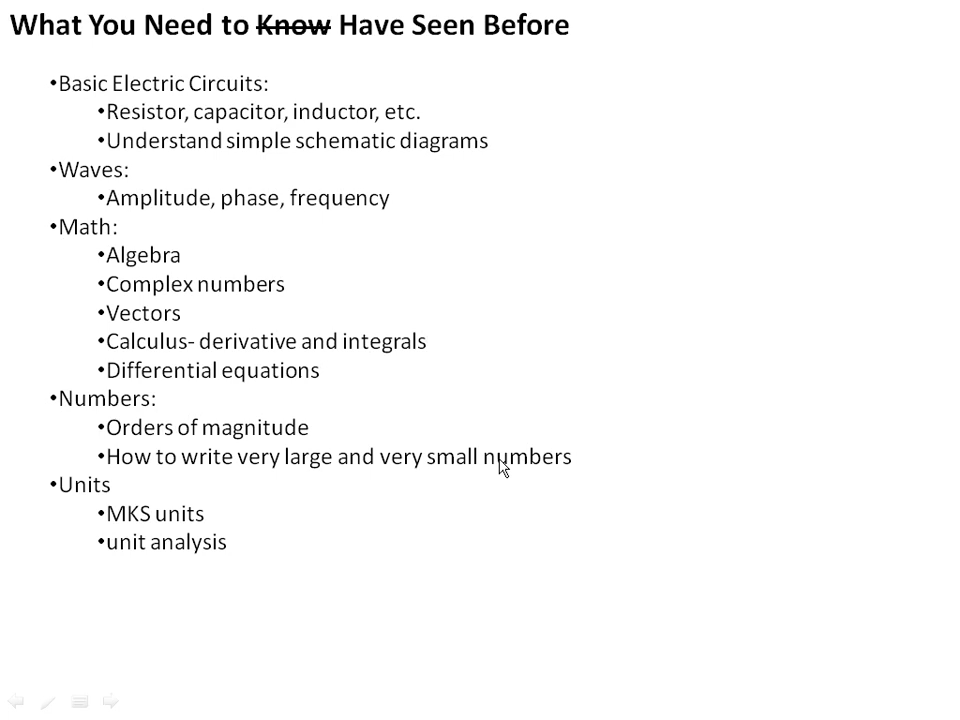 What You Need to Know Have Seen Before
•Basic Electric Circuits:
•Resistor, capacitor, inductor, etc.
•Understand simple schematic diagrams
•Waves:
•Amplitude, phase, frequency
•Math:
•Algebra
•Complex numbers
•Vectors
•Calculus- derivative and integrals
•Differential equations
•Numbers:
•Orders of magnitude
•How to write very large and very small numbers
•Units
•MKS units
•unit analysis